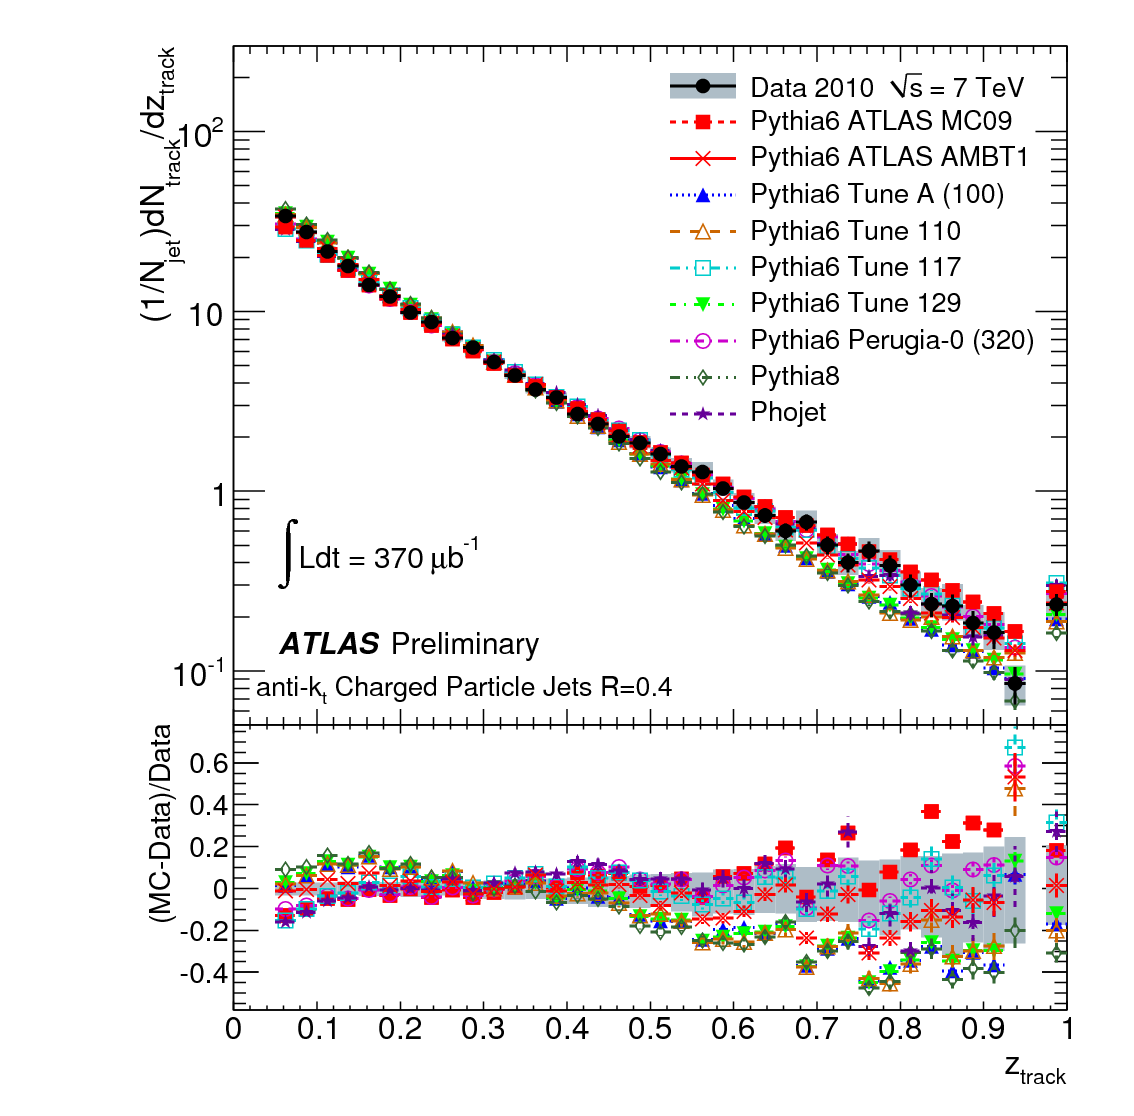 (1/N_jet)dN_track/dz_track
10²
10
1
10⁻¹
Data 2010 √s = 7 TeV
Pythia6 ATLAS MC09
Pythia6 ATLAS AMBT1
Pythia6 Tune A (100)
Pythia6 Tune 110
Pythia6 Tune 117
Pythia6 Tune 129
Pythia6 Perugia-0 (320)
Pythia8
Phojet
∫Ldt = 370 μb⁻¹
ATLAS Preliminary
anti-k_t Charged Particle Jets R=0.4
(MC-Data)/Data
0.6
0.4
0.2
0
-0.2
-0.4
0 0.1 0.2 0.3 0.4 0.5 0.6 0.7 0.8 0.9 1
z_track